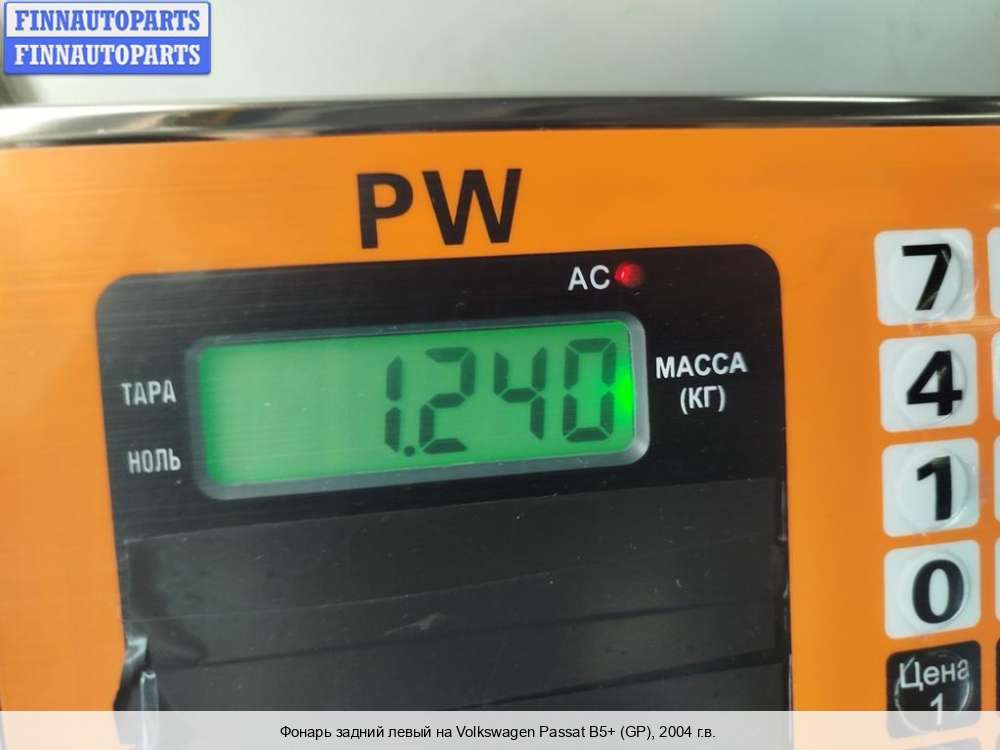 FINNAUTOPARTS
FINNAUTOPARTS
PW
AC
7
1.240
МАССА
(КГ)
ТАРА
4
НОЛЬ
1
0
Цена
1
Фонарь задний левый на Volkswagen Passat B5+ (GP), 2004 г.в.